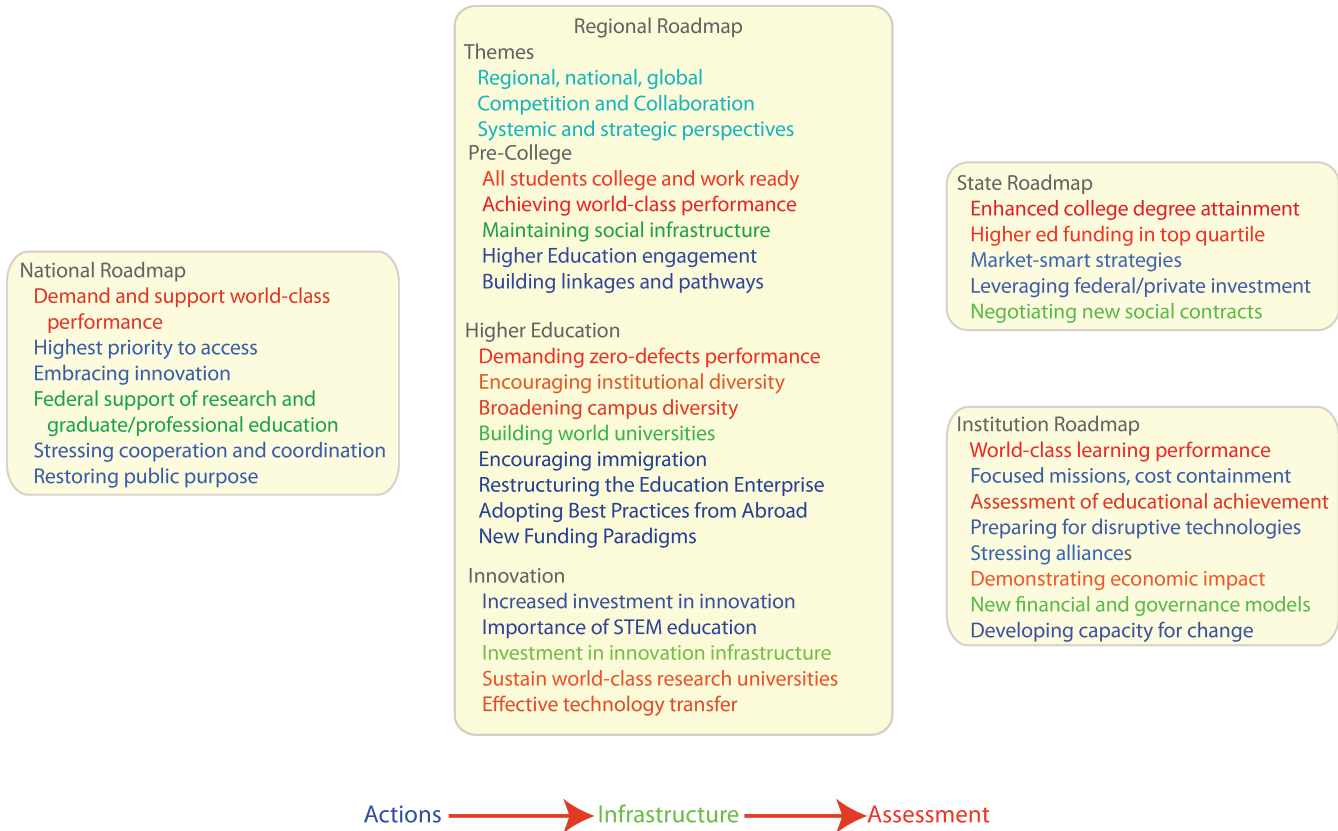 National Roadmap
Demand and support world-class
performance
Highest priority to access
Embracing innovation
Federal support of research and
graduate/professional education
Stressing cooperation and coordination
Restoring public purpose
Regional Roadmap
Themes
Regional, national, global
Competition and Collaboration
Systemic and strategic perspectives
Pre-College
All students college and work ready
Achieving world-class performance
Maintaining social infrastructure
Higher Education engagement
Building linkages and pathways
Higher Education
Demanding zero-defects performance
Encouraging institutional diversity
Broadening campus diversity
Building world universities
Encouraging immigration
Restructuring the Education Enterprise
Adopting Best Practices from Abroad
New Funding Paradigms
Innovation
Increased investment in innovation
Importance of STEM education
Investment in innovation infrastructure
Sustain world-class research universities
Effective technology transfer
State Roadmap
Enhanced college degree attainment
Higher ed funding in top quartile
Market-smart strategies
Leveraging federal/private investment
Negotiating new social contracts
Institution Roadmap
World-class learning performance
Focused missions, cost containment
Assessment of educational achievement
Preparing for disruptive technologies
Stressing alliances
Demonstrating economic impact
New financial and governance models
Developing capacity for change
Actions Infrastructure Assessment